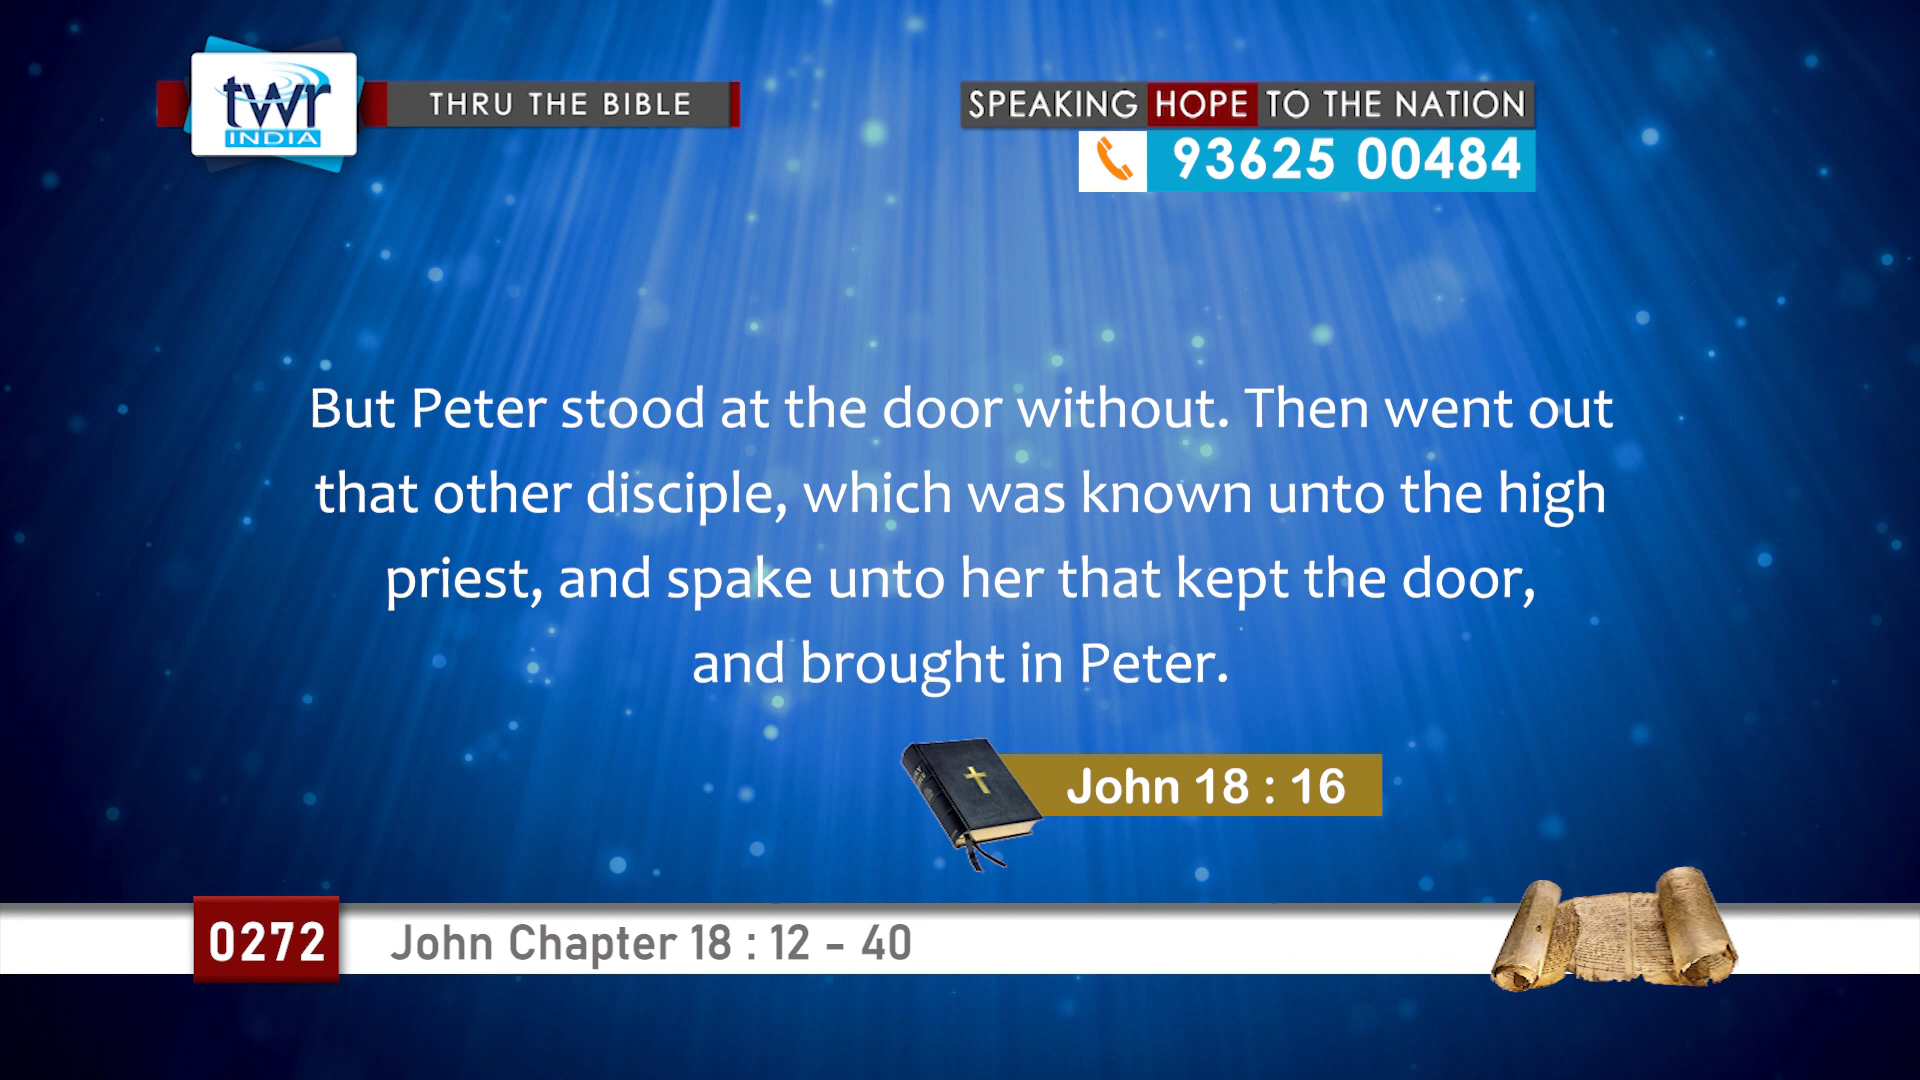 twr
INDIA
THRU THE BIBLE
SPEAKING HOPE TO THE NATION
93625 00484
But Peter stood at the door without. Then went out
that other disciple, which was known unto the high
priest, and spake unto her that kept the door,
and brought in Peter.
John 18 : 16
0272
John Chapter 18 : 12 - 40